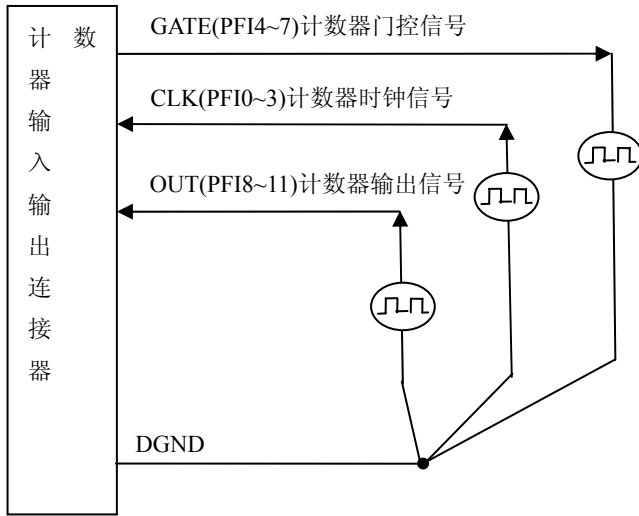 计数
器
输
入
输
出
连
接
器
GATE(PFI4~7)计数器门控信号
CLK(PFI0~3)计数器时钟信号
OUT(PFI8~11)计数器输出信号
DGND